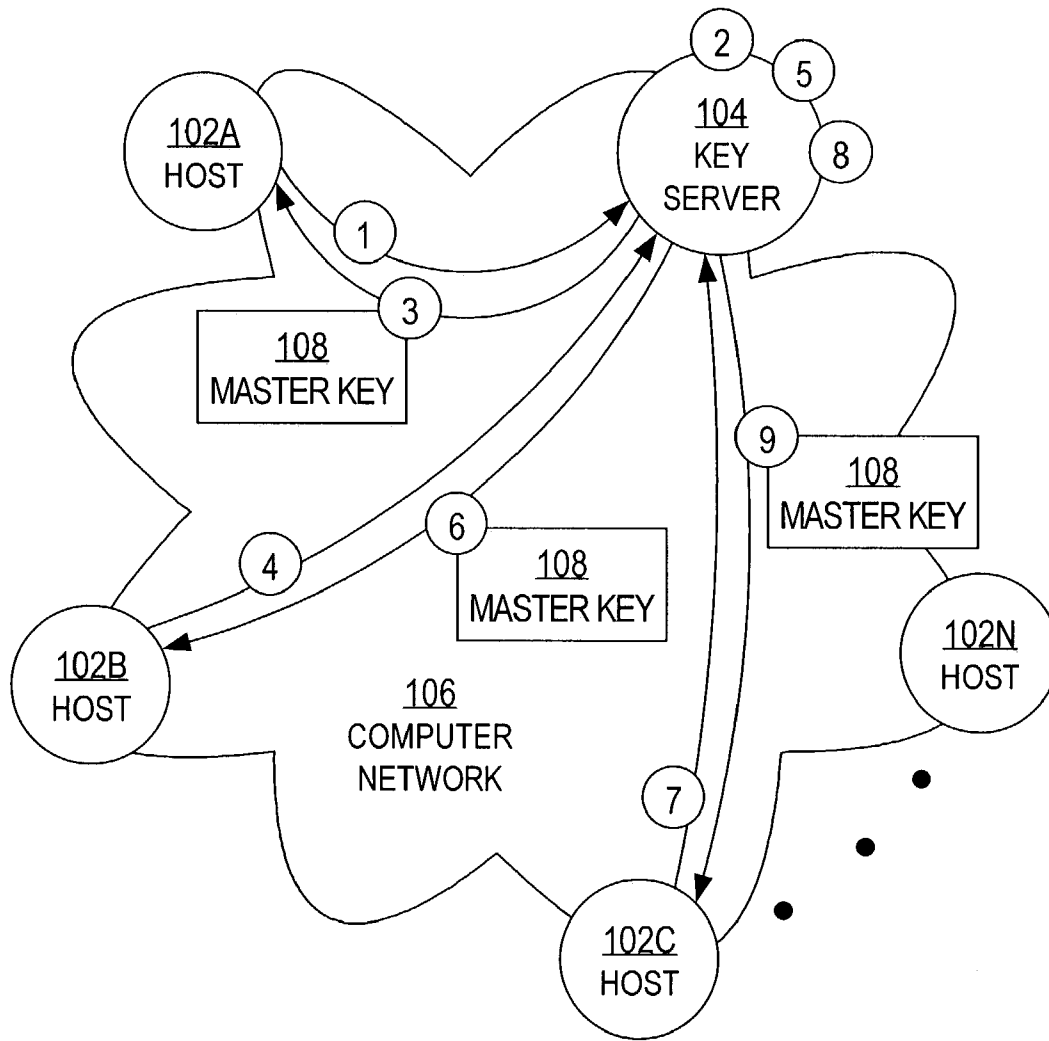 2
5
8
104
KEY
SERVER
102A
HOST
1
3
108
MASTER KEY
9
108
MASTER KEY
4
6
108
MASTER KEY
102B
HOST
102N
HOST
106
COMPUTER
NETWORK
7
102C
HOST